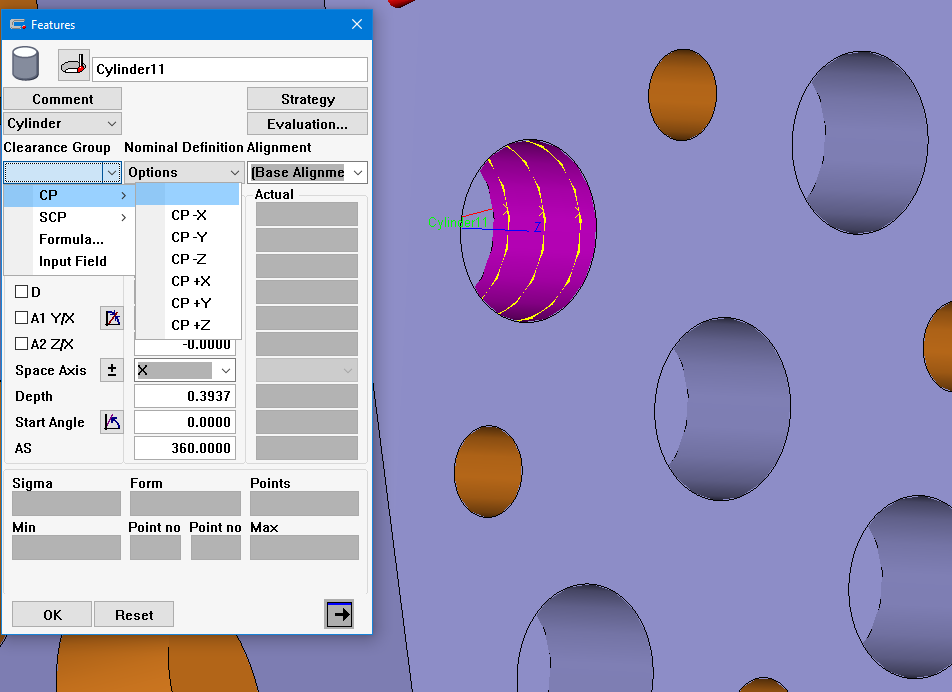 Features
Cylinder11
Comment
Strategy
Cylinder
Evaluation...
Clearance Group
Nominal Definition
Alignment
Options
[Base Alignme
CP
SCP
Formula...
Input Field
CP -X
CP -Y
CP -Z
CP +X
CP +Y
CP +Z
Actual
D
A1 Y/X
A2 Z/X
-0.0000
Space Axis
±
X
Depth
0.3937
Start Angle
0.0000
AS
360.0000
Sigma
Form
Points
Min
Point no
Point no
Max
OK
Reset
Z